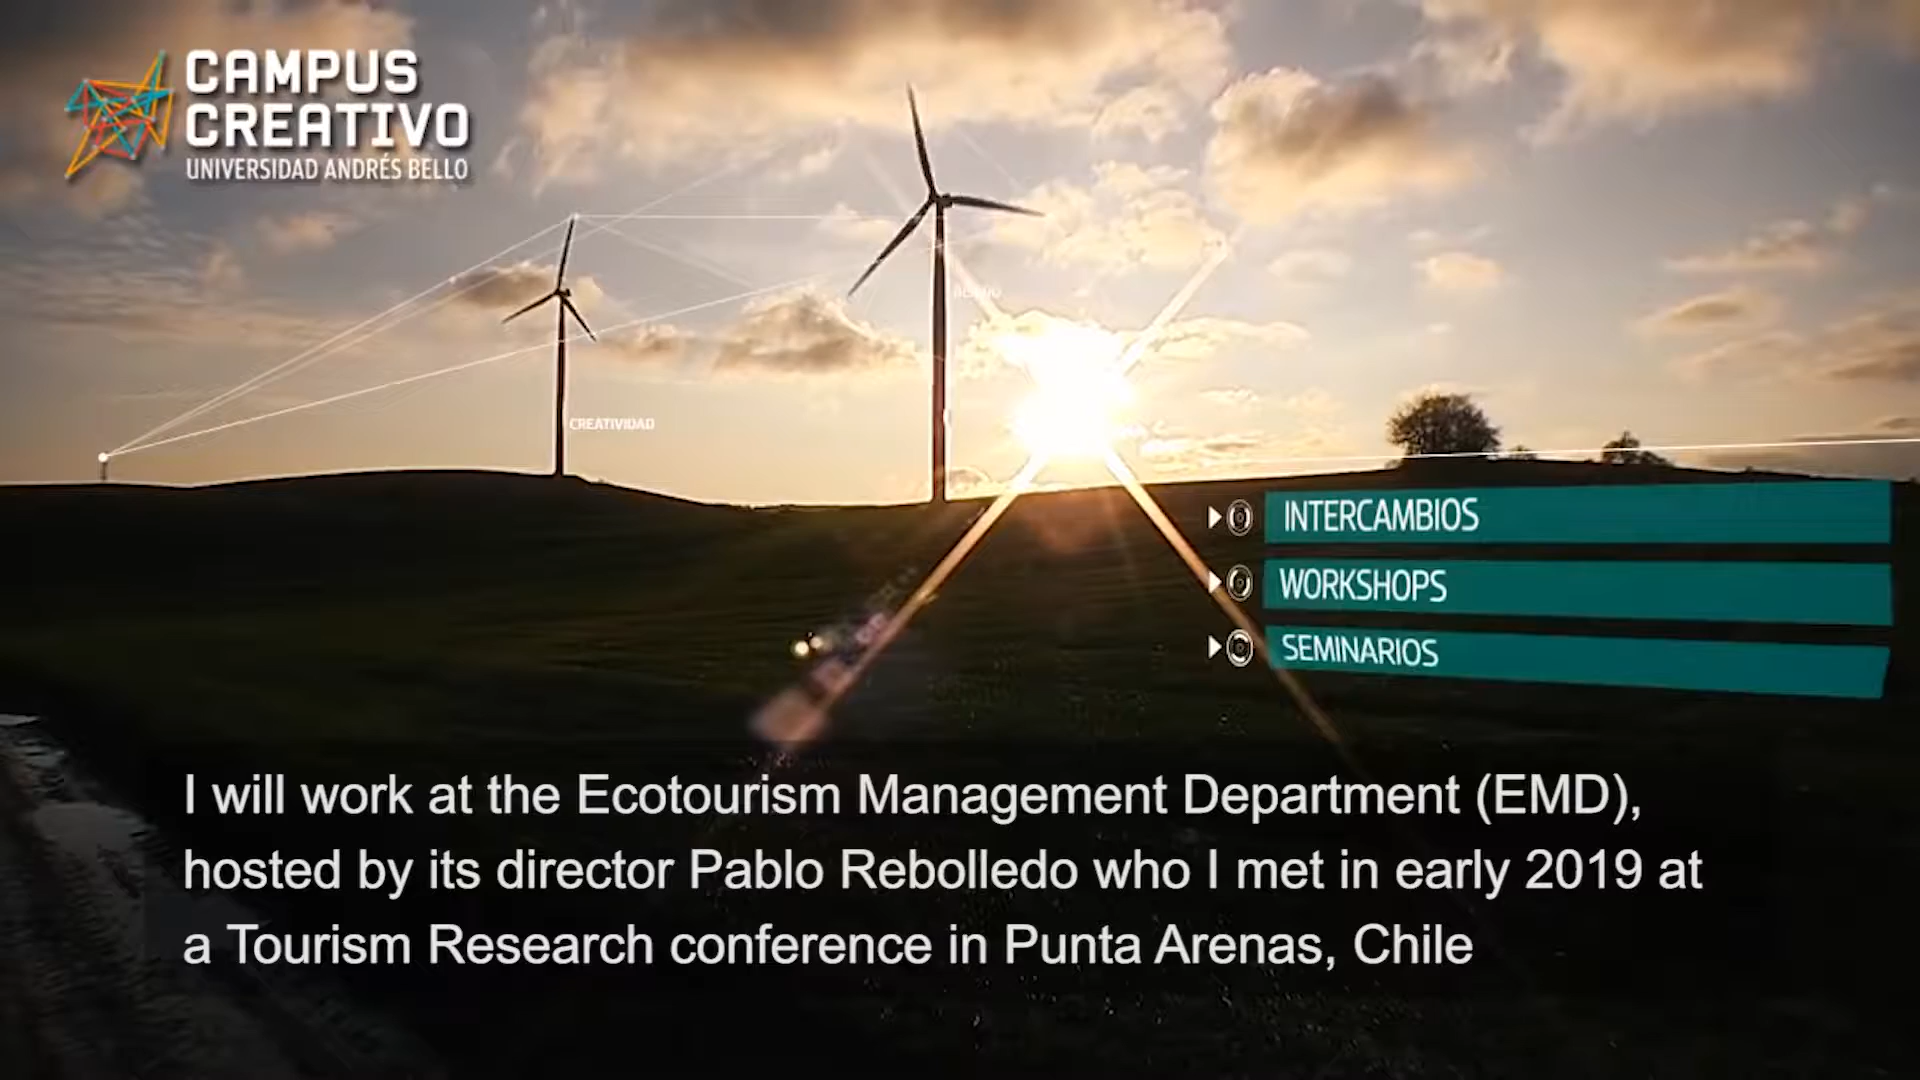 CAMPUS
CREATIVO
UNIVERSIDAD ANDRÉS BELLO
CREATIVIDAD
INTERCAMBIOS
WORKSHOPS
SEMINARIOS
I will work at the Ecotourism Management Department (EMD),
hosted by its director Pablo Rebolledo who I met in early 2019 at
a Tourism Research conference in Punta Arenas, Chile